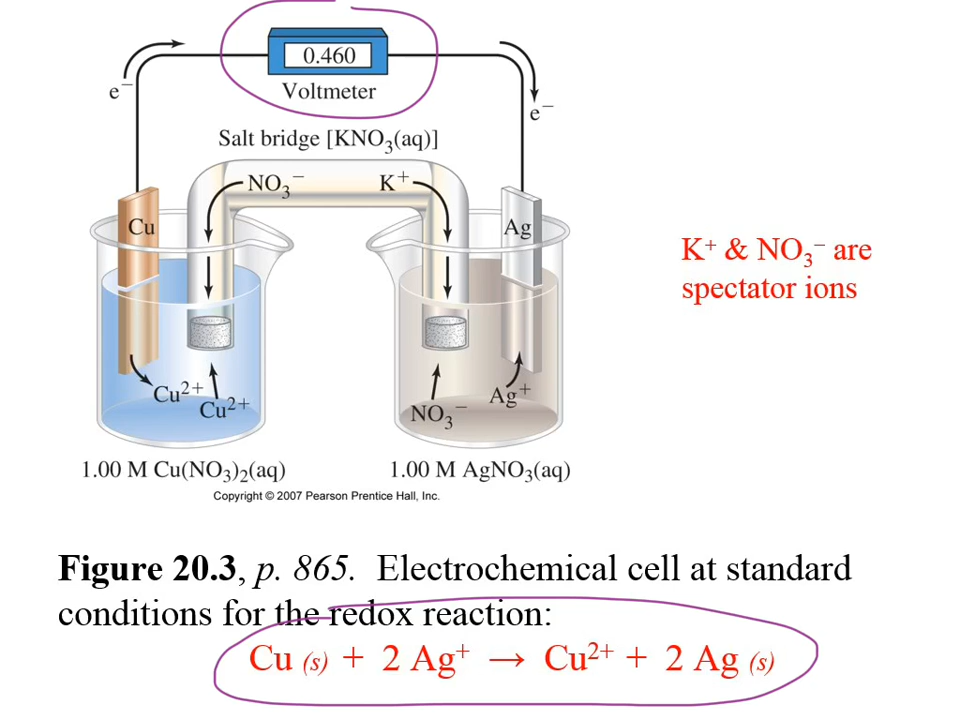 0.460
e⁻
Voltmeter
e⁻
Salt bridge [KNO₃(aq)]
NO₃⁻
K⁺
Cu
Ag
K⁺ & NO₃⁻ are
spectator ions
Cu²⁺
Cu²⁺
NO₃⁻
Ag⁺
1.00 M Cu(NO₃)₂(aq)
1.00 M AgNO₃(aq)
Copyright © 2007 Pearson Prentice Hall, Inc.
Figure 20.3, p. 865. Electrochemical cell at standard
conditions for the redox reaction:
Cu (s) + 2 Ag⁺ → Cu²⁺ + 2 Ag (s)